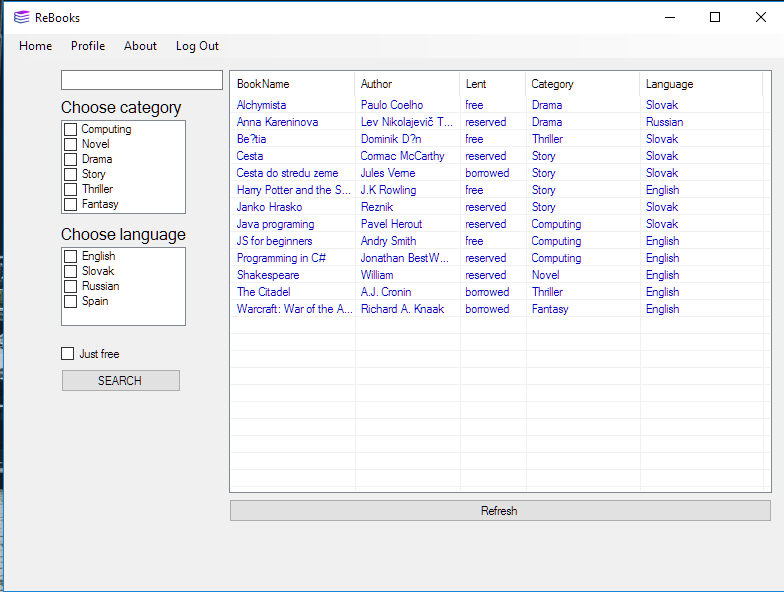 ReBooks
Home Profile About Log Out
Choose category
Computing
Novel
Drama
Story
Thriller
Fantasy
Choose language
English
Slovak
Russian
Spain
Just free
SEARCH
BookName Author Lent Category Language
Alchymista Paulo Coelho free Drama Slovak
Anna Kareninova Lev Nikolajevič T... reserved Drama Russian
Be?tia Dominik D?n free Thriller Slovak
Cesta Cormac McCarthy reserved Story Slovak
Cesta do stredu zeme Jules Verne borrowed Story Slovak
Harry Potter and the S... J.K Rowling free Story English
Janko Hrasko Reznik reserved Story Slovak
Java programing Pavel Herout reserved Computing Slovak
JS for beginners Andry Smith free Computing English
Programming in C# Jonathan BestW... reserved Computing English
Shakespeare William reserved Novel English
The Citadel A.J. Cronin borrowed Thriller English
Warcraft: War of the A... Richard A. Knaak borrowed Fantasy English
Refresh